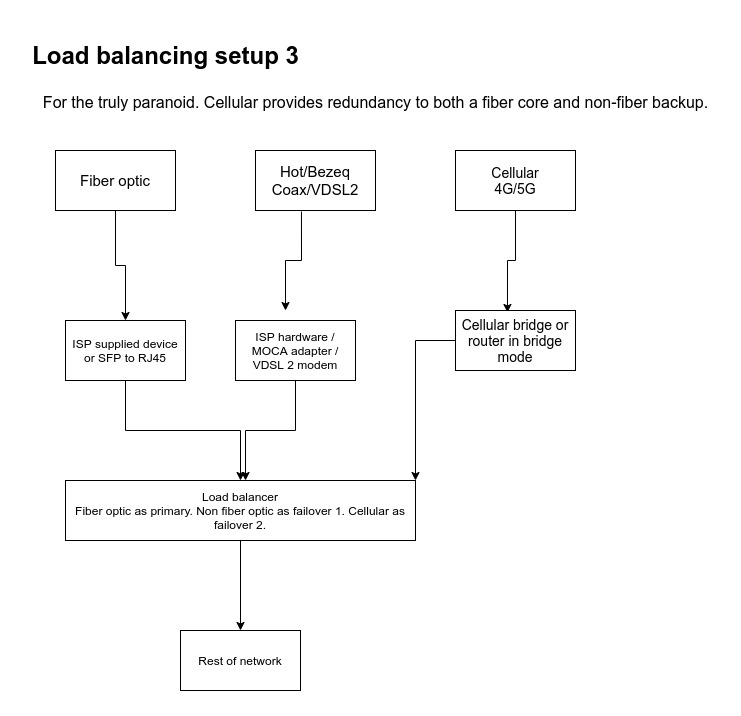 Load balancing setup 3
For the truly paranoid. Cellular provides redundancy to both a fiber core and non-fiber backup.
Fiber optic
Hot/Bezeq
Coax/VDSL2
Cellular
4G/5G
ISP supplied device
or SFP to RJ45
ISP hardware /
MOCA adapter /
VDSL 2 modem
Cellular bridge or
router in bridge
mode
Load balancer
Fiber optic as primary. Non fiber optic as failover 1. Cellular as
failover 2.
Rest of network